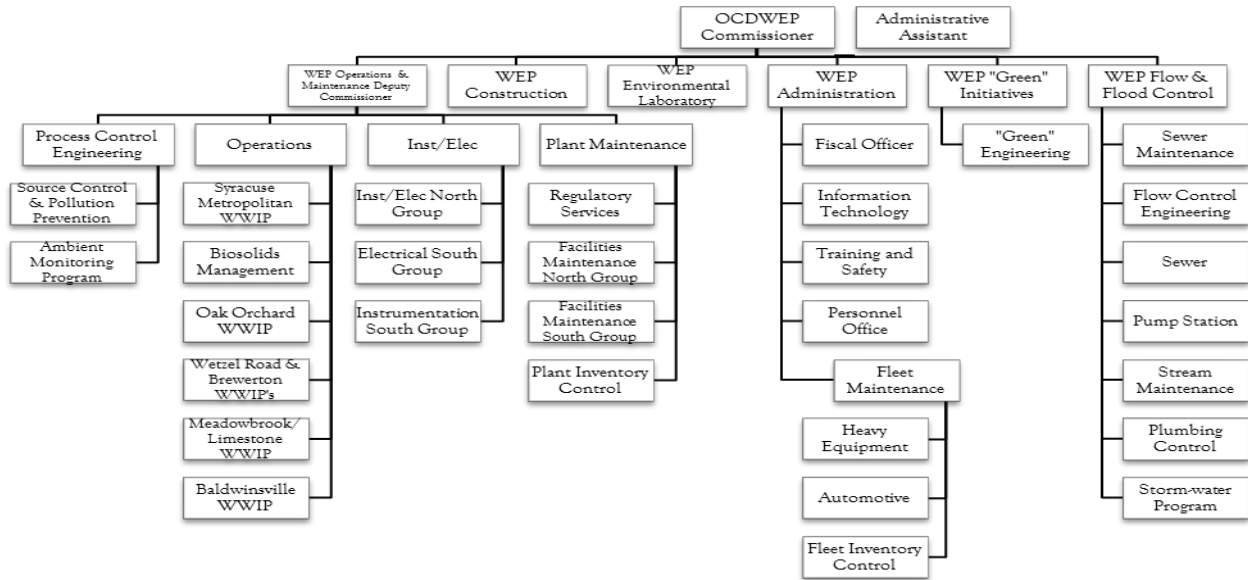 OCDWEP
Commissioner
Administrative
Assistant
WEP Operations &
Maintenance Deputy
Commissioner
WEP
Construction
WEP
Environmental
Laboratory
WEP
Administration
WEP "Green"
Initiatives
WEP Flow &
Flood Control
Process Control
Engineering
Source Control
& Pollution
Prevention
Ambient
Monitoring
Program
Operations
Syracuse
Metropolitan
WWIP
Biosolids
Management
Oak Orchard
WWIP
Wetzel Road &
Brewerton
WWIP's
Meadowbrook/
Limestone
WWIP
Baldwinsville
WWIP
Inst/Elec
Inst/Elec North
Group
Electrical South
Group
Instrumentation
South Group
Plant Maintenance
Regulatory
Services
Facilities
Maintenance
North Group
Facilities
Maintenance
South Group
Plant Inventory
Control
Fiscal Officer
Information
Technology
Training and
Safety
Personnel
Office
Fleet
Maintenance
Heavy
Equipment
Automotive
Fleet Inventory
Control
"Green"
Engineering
Sewer
Maintenance
Flow Control
Engineering
Sewer
Pump Station
Stream
Maintenance
Plumbing
Control
Storm-water
Program